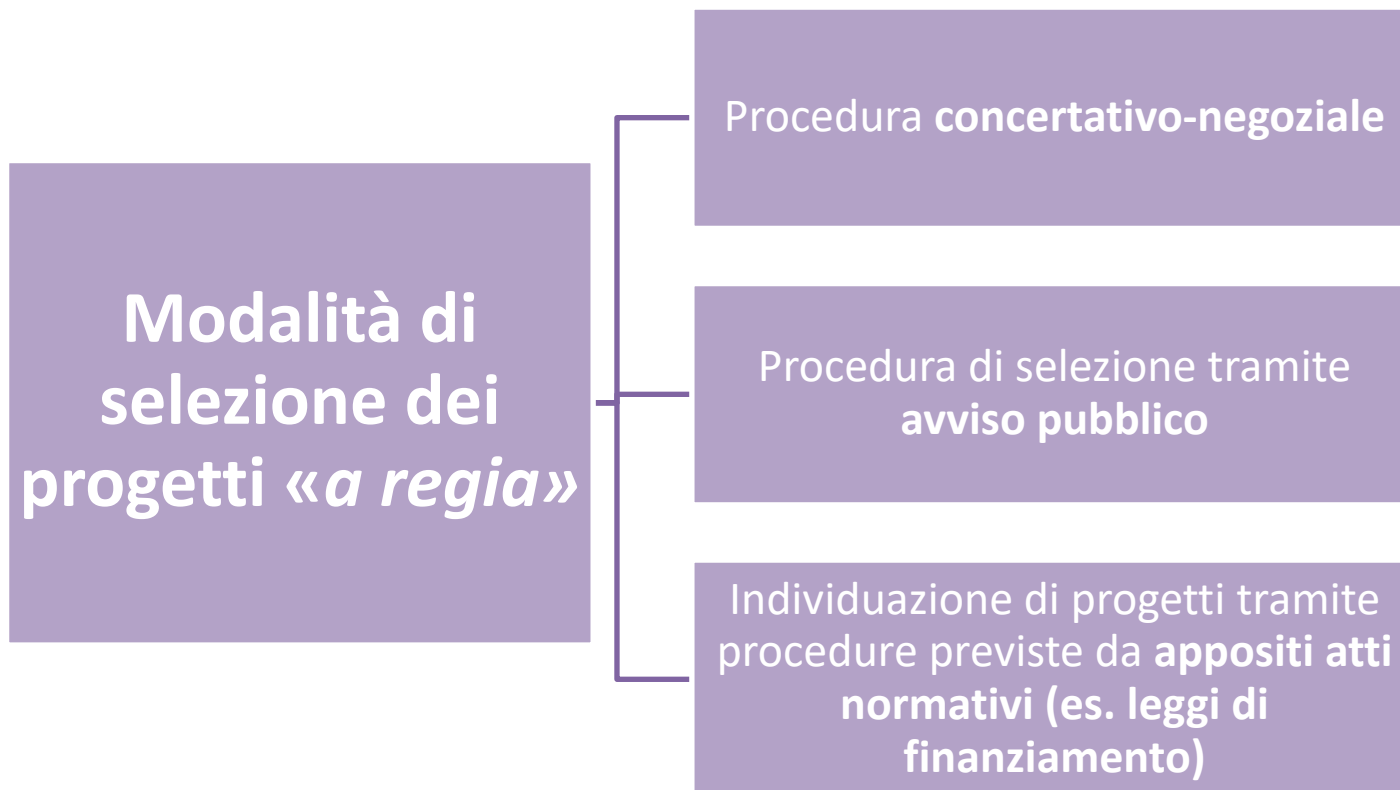 Modalità di
selezione dei
progetti «a regia»
Procedura concertativo-negoziale
Procedura di selezione tramite
avviso pubblico
Individuazione di progetti tramite
procedure previste da appositi atti
normativi (es. leggi di
finanziamento)